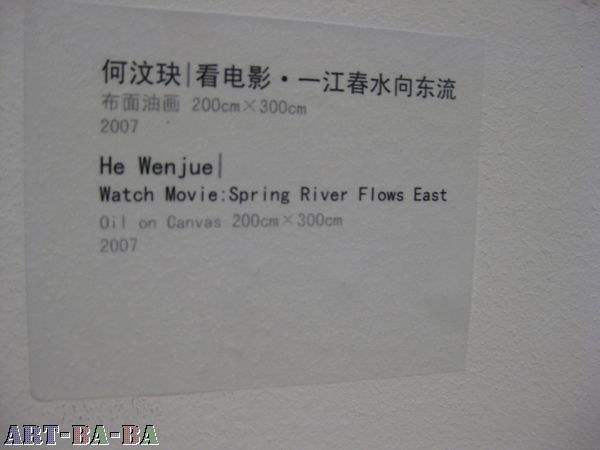 何汶玦|看电影·一江春水向东流
布面油画 200cm×300cm
2007
He Wenjue|
Watch Movie:Spring River Flows East
Oil on Canvas 200cm×300cm
2007
ART-BA-BA